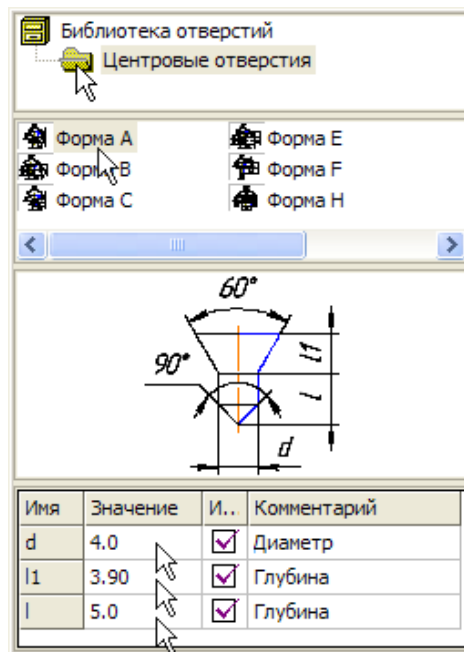 Библиотека отверстий
Центровые отверстия
Форма A Форма E
Форма B Форма F
Форма C Форма H
60°
l1
90°
l
d
Имя Значение И... Комментарий
d 4.0 Диаметр
l1 3.90 Глубина
l 5.0 Глубина